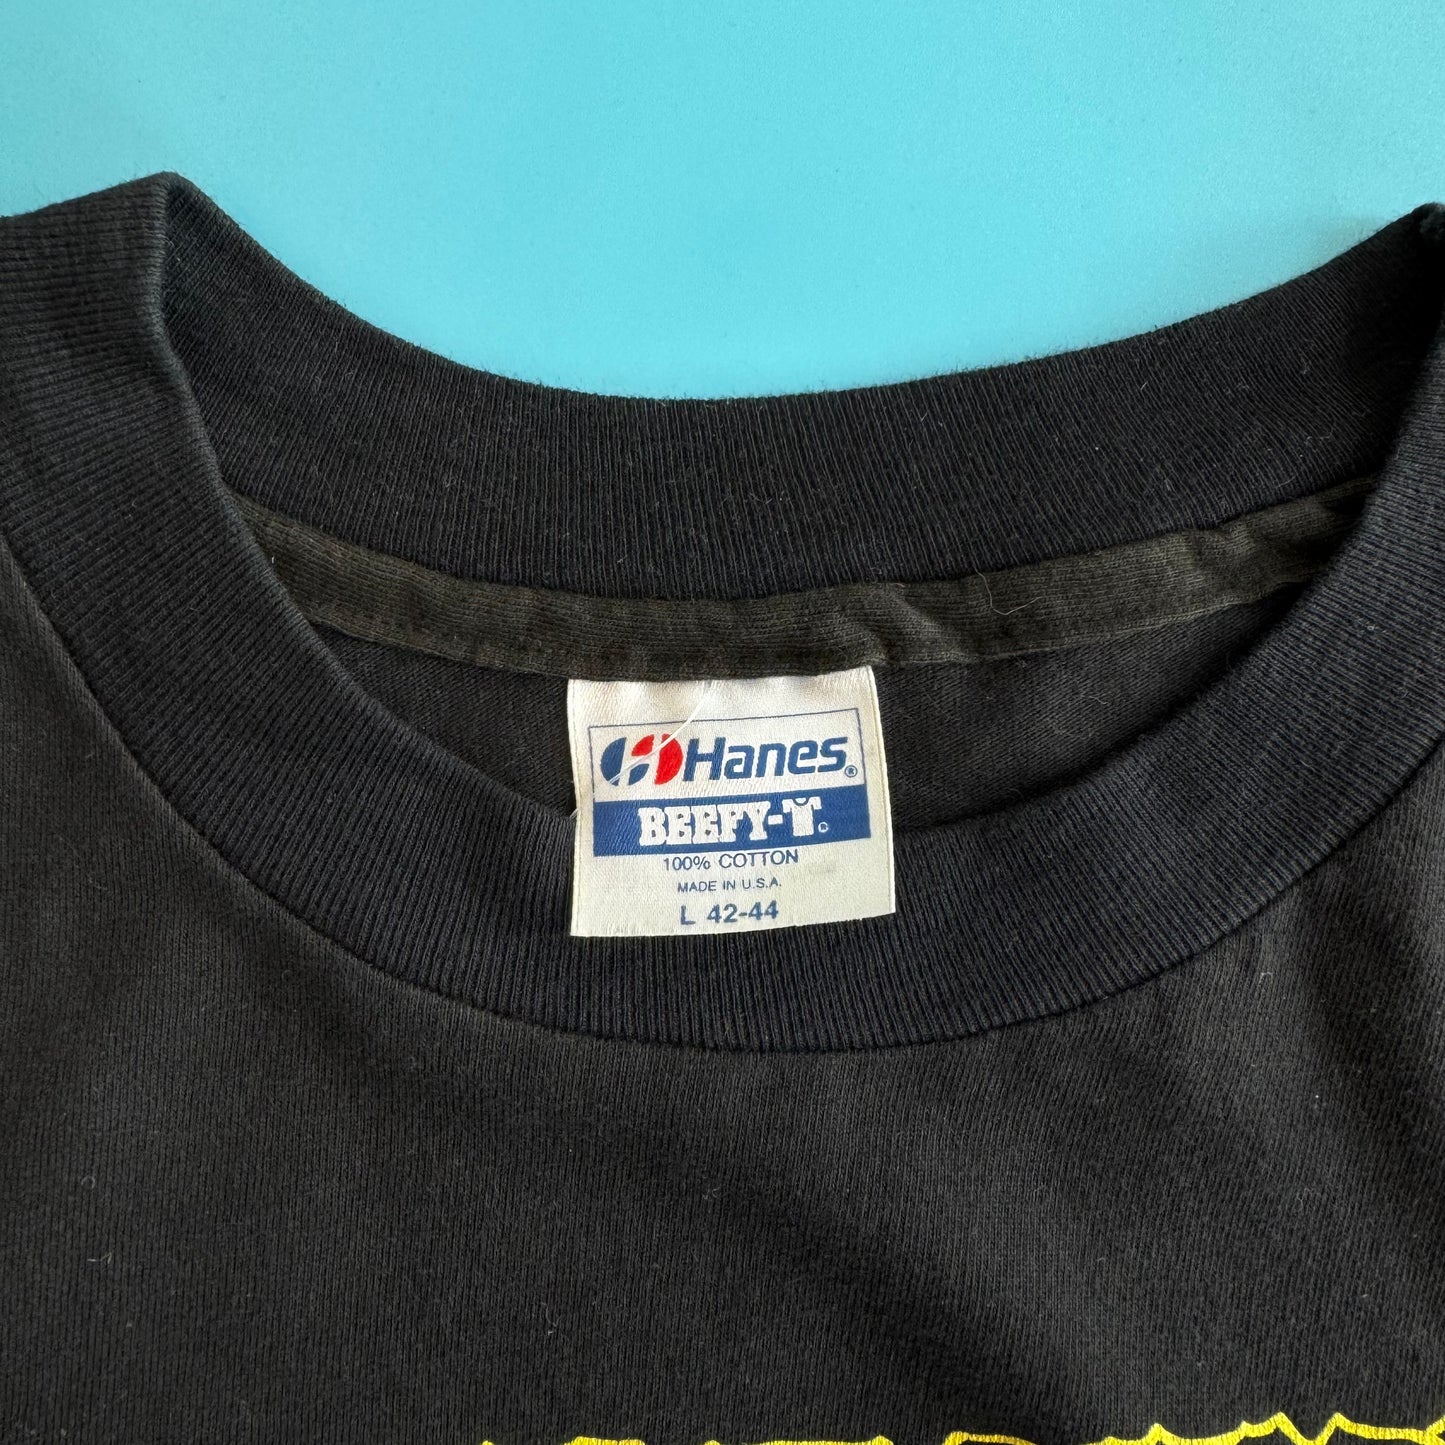 Hanes®
BEEFY-T®
100% COTTON
MADE IN U.S.A.
L 42-44